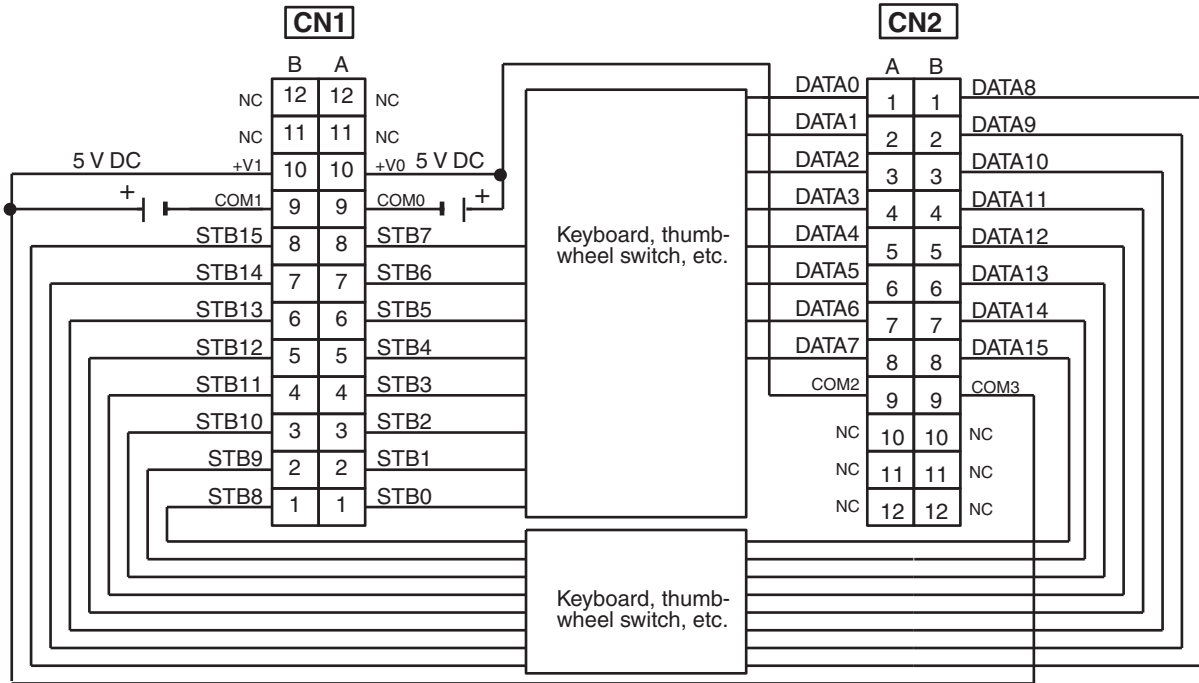 CN1
CN2
B A
A B
NC 12 12 NC
DATA0 1 1 DATA8
NC 11 11 NC
DATA1 2 2 DATA9
5 V DC +V1 10 10 +V0 5 V DC
DATA2 3 3 DATA10
+ COM1 9 9 COM0 +
DATA3 4 4 DATA11
STB15 8 8 STB7
DATA4 5 5 DATA12
STB14 7 7 STB6
DATA5 6 6 DATA13
STB13 6 6 STB5
DATA6 7 7 DATA14
STB12 5 5 STB4
DATA7 8 8 DATA15
STB11 4 4 STB3
COM2 9 9 COM3
STB10 3 3 STB2
NC 10 10 NC
STB9 2 2 STB1
NC 11 11 NC
STB8 1 1 STB0
NC 12 12 NC
Keyboard, thumb-
wheel switch, etc.
Keyboard, thumb-
wheel switch, etc.